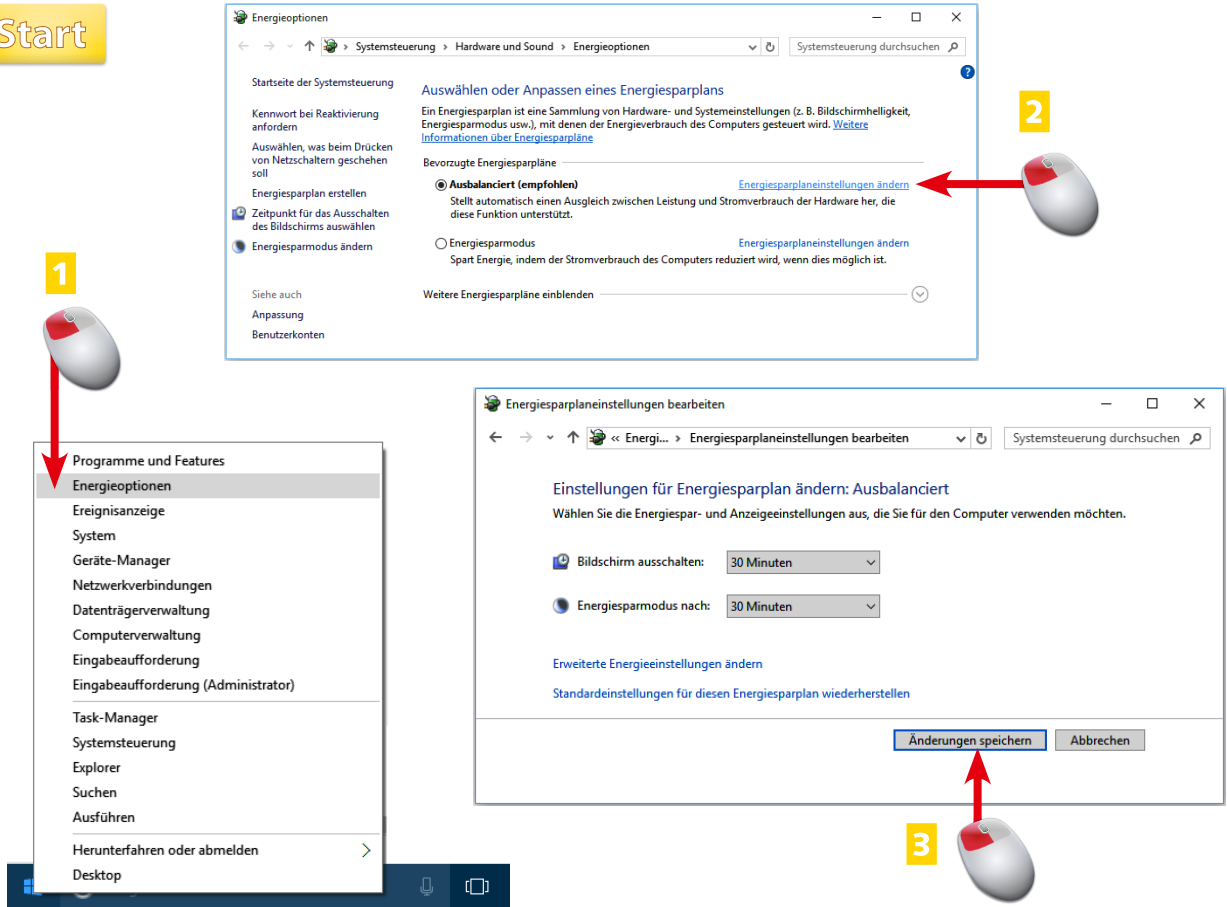 Start
Energieoptionen
Systemsteuerung › Hardware und Sound › Energieoptionen
Systemsteuerung durchsuchen
?
Startseite der Systemsteuerung
Kennwort bei Reaktivierung
anfordern
Auswählen, was beim Drücken
von Netzschaltern geschehen
soll
Energiesparplan erstellen
Zeitpunkt für das Ausschalten
des Bildschirms auswählen
Energiesparmodus ändern
Siehe auch
Anpassung
Benutzerkonten
Auswählen oder Anpassen eines Energiesparplans
Ein Energiesparplan ist eine Sammlung von Hardware- und Systemeinstellungen (z. B. Bildschirmhelligkeit,
Energiesparmodus usw.), mit denen der Energieverbrauch des Computers gesteuert wird. Weitere
Informationen über Energiesparpläne
Bevorzugte Energiesparpläne
Ausbalanciert (empfohlen) Energiesparplaneinstellungen ändern
Stellt automatisch einen Ausgleich zwischen Leistung und Stromverbrauch der Hardware her, die
diese Funktion unterstützt.
Energiesparmodus Energiesparplaneinstellungen ändern
Spart Energie, indem der Stromverbrauch des Computers reduziert wird, wenn dies möglich ist.
Weitere Energiesparpläne einblenden
2
1
Programme und Features
Energieoptionen
Ereignisanzeige
System
Geräte-Manager
Netzwerkverbindungen
Datenträgerverwaltung
Computerverwaltung
Eingabeaufforderung
Eingabeaufforderung (Administrator)
Task-Manager
Systemsteuerung
Explorer
Suchen
Ausführen
Herunterfahren oder abmelden
Desktop
Energiesparplaneinstellungen bearbeiten
« Energi... › Energiesparplaneinstellungen bearbeiten
Systemsteuerung durchsuchen
Einstellungen für Energiesparplan ändern: Ausbalanciert
Wählen Sie die Energiespar- und Anzeigeeinstellungen aus, die Sie für den Computer verwenden möchten.
Bildschirm ausschalten: 30 Minuten
Energiesparmodus nach: 30 Minuten
Erweiterte Energieeinstellungen ändern
Standardeinstellungen für diesen Energiesparplan wiederherstellen
Änderungen speichern Abbrechen
3